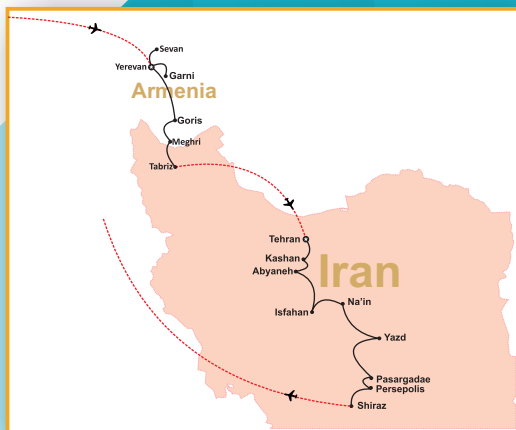 Sevan
Yerevan
Garni
Armenia
Goris
Meghri
Tabriz
Tehran
Kashan
Iran
Abyaneh
Na'in
Isfahan
Yazd
Pasargadae
Persepolis
Shiraz